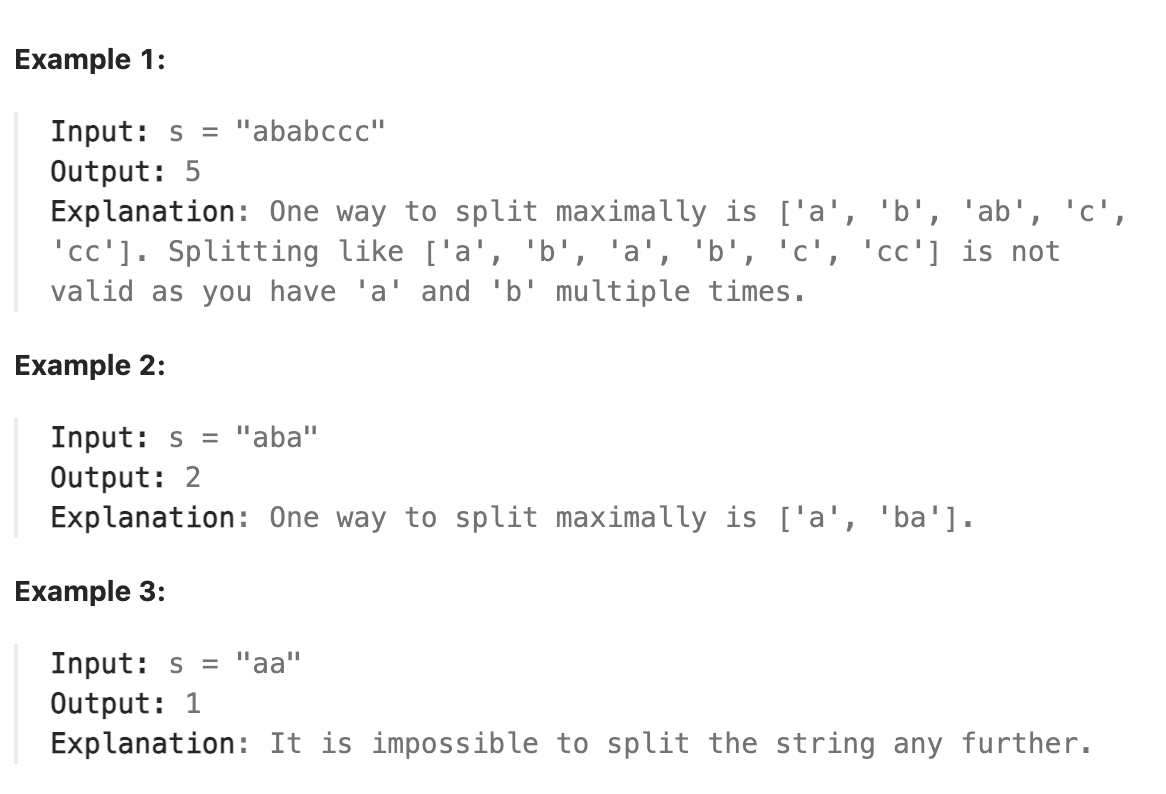 Example 1:
Input: s = "ababccc"
Output: 5
Explanation: One way to split maximally is ['a', 'b', 'ab', 'c',
'cc']. Splitting like ['a', 'b', 'a', 'b', 'c', 'cc'] is not
valid as you have 'a' and 'b' multiple times.
Example 2:
Input: s = "aba"
Output: 2
Explanation: One way to split maximally is ['a', 'ba'].
Example 3:
Input: s = "aa"
Output: 1
Explanation: It is impossible to split the string any further.